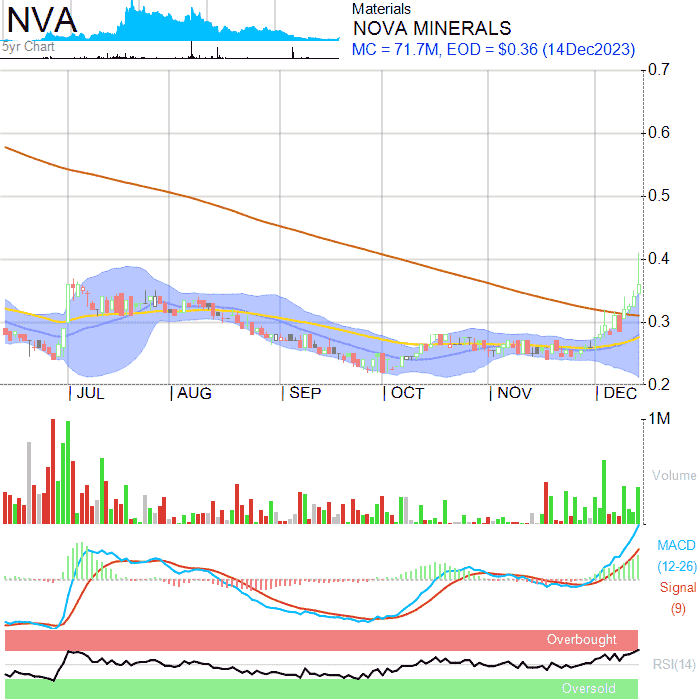 NVA
5yr Chart
Materials
NOVA MINERALS
MC = 71.7M, EOD = $0.36 (14Dec2023)
0.7
0.6
0.5
0.4
0.3
0.2
JUL AUG SEP OCT NOV DEC
1M
Volume
MACD
(12-26)
Signal
(9)
Overbought
RSI(14)
Oversold